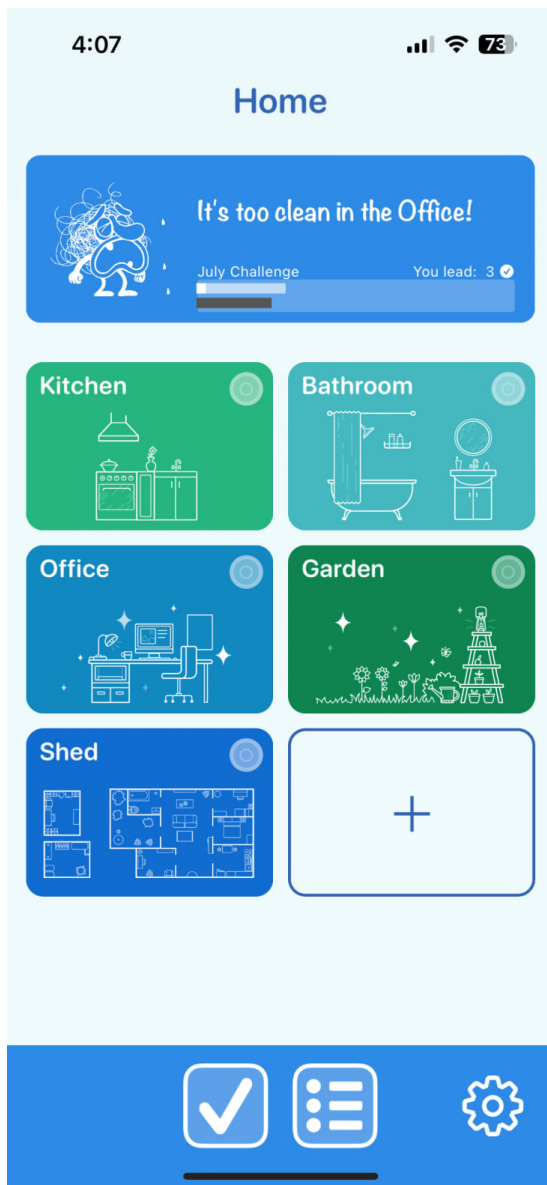 4:07
73
Home
It's too clean in the Office!
July Challenge
You lead: 3
Kitchen
Bathroom
Office
Garden
Shed